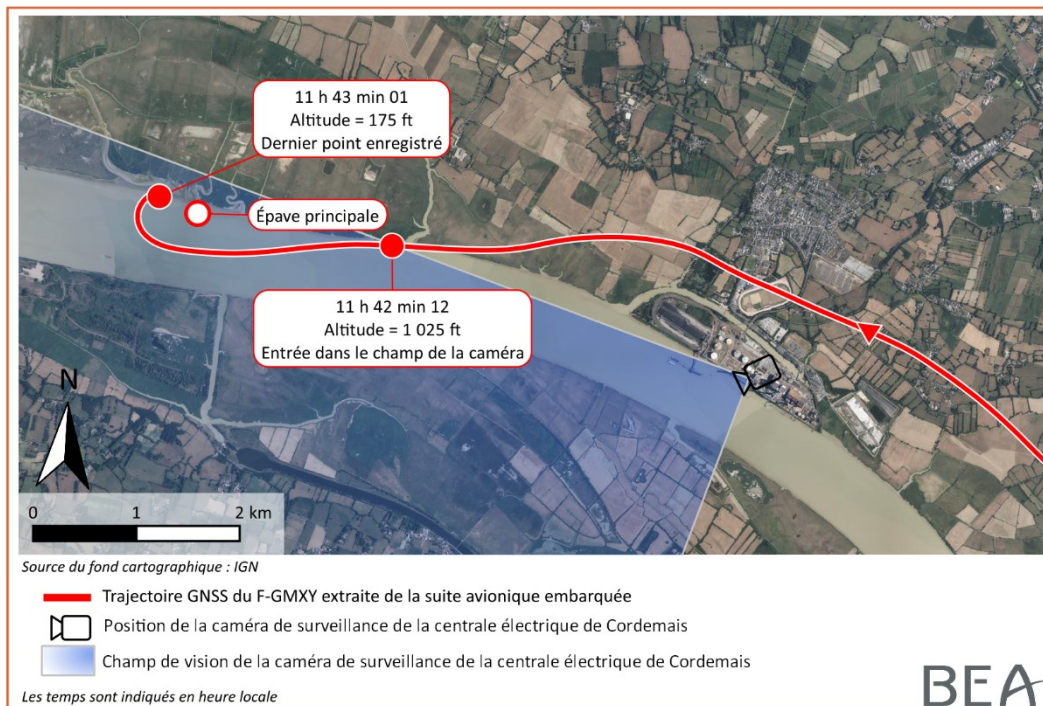 11 h 43 min 01
Altitude = 175 ft
Dernier point enregistré
Épave principale
11 h 42 min 12
Altitude = 1 025 ft
Entrée dans le champ de la caméra
N
0 1 2 km
Source du fond cartographique : IGN
Trajectoire GNSS du F-GMXY extraite de la suite avionique embarquée
Position de la caméra de surveillance de la centrale électrique de Cordemais
Champ de vision de la caméra de surveillance de la centrale électrique de Cordemais
Les temps sont indiqués en heure locale
BEA